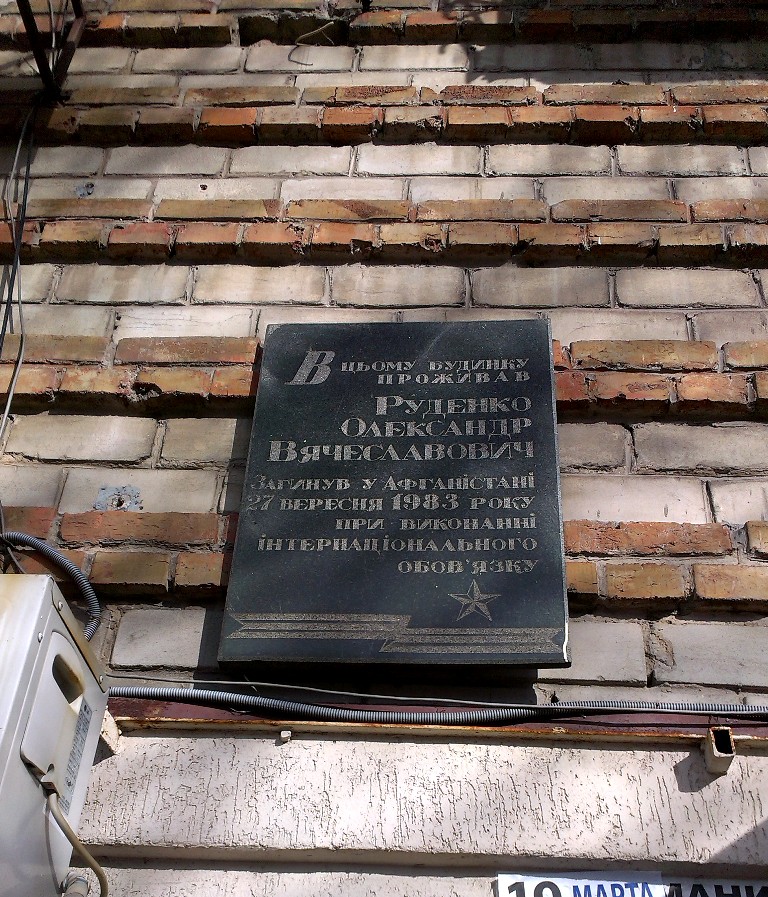 В цьому будинку
проживав
Руденко
Олександр
Вячеславович
Загинув у Афганістані
27 вересня 1983 року
при виконанні
інтернаціонального
обов'язку
10 МАРТА